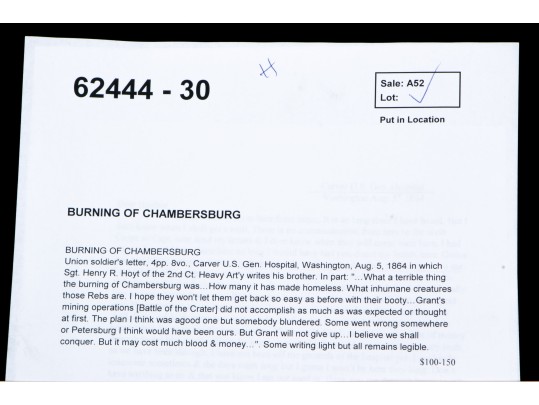 62444 - 30
Sale: A52
Lot:
Put in Location
BURNING OF CHAMBERSBURG
BURNING OF CHAMBERSBURG
Union soldier's letter, 4pp. 8vo., Carver U.S. Gen. Hospital, Washington, Aug. 5, 1864 in which
Sgt. Henry R. Hoyt of the 2nd Ct. Heavy Art'y writes his brother. In part: "...What a terrible thing
the burning of Chambersburg was...How many it has made homeless. What inhumane creatures
those Rebs are. I hope they won't let them get back so easy as before with their booty...Grant's
mining operations [Battle of the Crater] did not accomplish as much as was expected or thought
at first. The plan I think was agood one but somebody blundered. Some went wrong somewhere
or Petersburg I think would have been ours. But Grant will not give up...I believe we shall
conquer. But it may cost much blood & money...". Some writing light but all remains legible.
$100-150